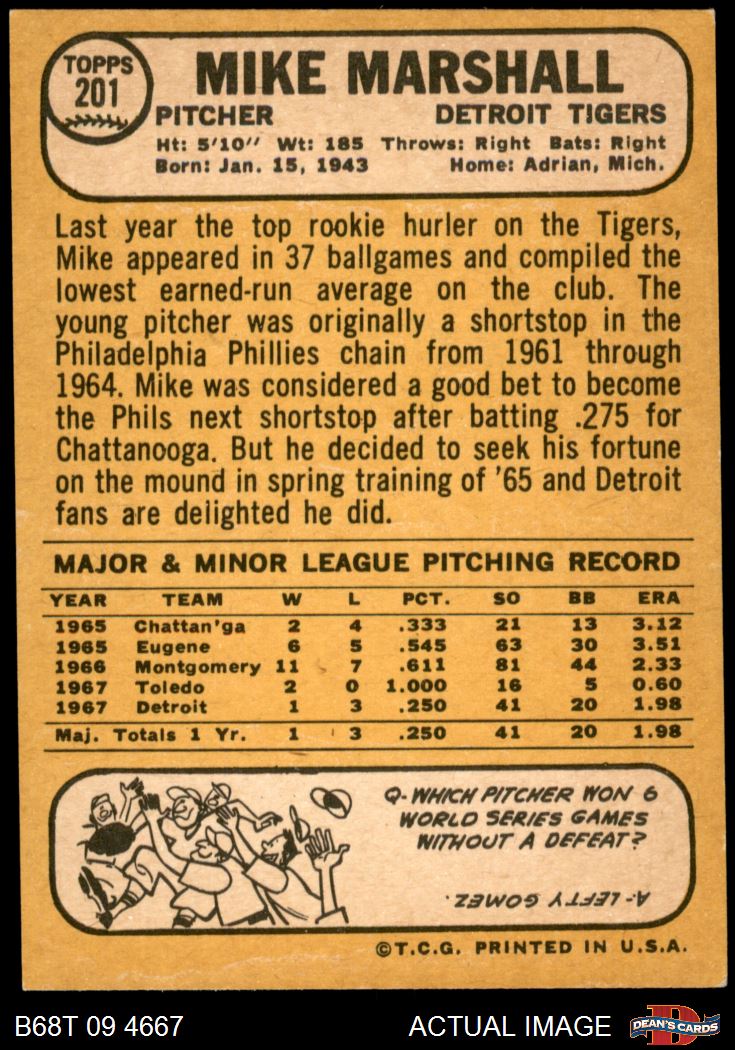 TOPPS
201
MIKE MARSHALL
PITCHER DETROIT TIGERS
Ht: 5'10" Wt: 185 Throws: Right Bats: Right
Born: Jan. 15, 1943 Home: Adrian, Mich.
Last year the top rookie hurler on the Tigers,
Mike appeared in 37 ballgames and compiled the
lowest earned-run average on the club. The
young pitcher was originally a shortstop in the
Philadelphia Phillies chain from 1961 through
1964. Mike was considered a good bet to become
the Phils next shortstop after batting .275 for
Chattanooga. But he decided to seek his fortune
on the mound in spring training of '65 and Detroit
fans are delighted he did.
MAJOR & MINOR LEAGUE PITCHING RECORD
YEAR TEAM W L PCT. SO BB ERA
1965 Chattan'ga 2 4 .333 21 13 3.12
1965 Eugene 6 5 .545 63 30 3.51
1966 Montgomery 11 7 .611 81 44 2.33
1967 Toledo 2 0 1.000 16 5 0.60
1967 Detroit 1 3 .250 41 20 1.98
Maj. Totals 1 Yr. 1 3 .250 41 20 1.98
Q-WHICH PITCHER WON 6
WORLD SERIES GAMES
WITHOUT A DEFEAT?
A-LEFTY GOMEZ.
©T.C.G. PRINTED IN U.S.A.
B68T 09 4667 ACTUAL IMAGE DEAN'S CARDS